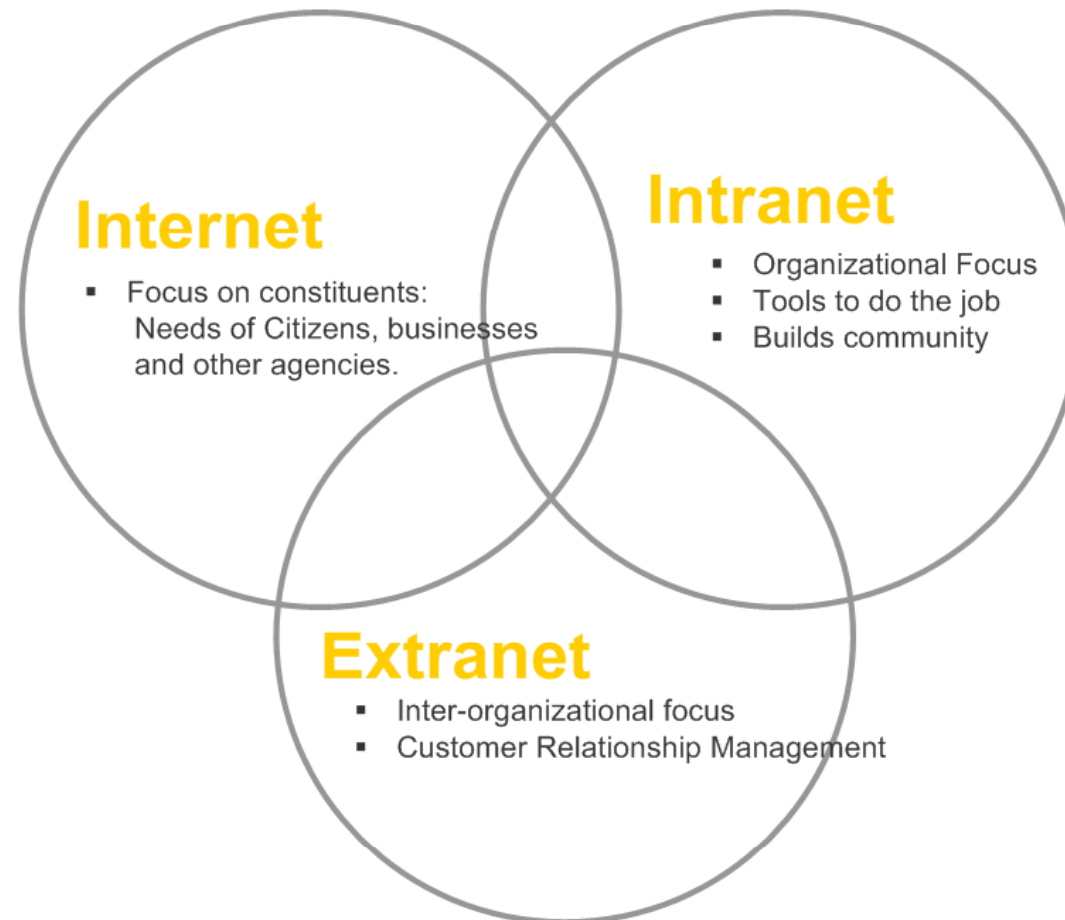 Internet
▪ Focus on constituents:
Needs of Citizens, businesses
and other agencies.
Intranet
▪ Organizational Focus
▪ Tools to do the job
▪ Builds community
Extranet
▪ Inter-organizational focus
▪ Customer Relationship Management